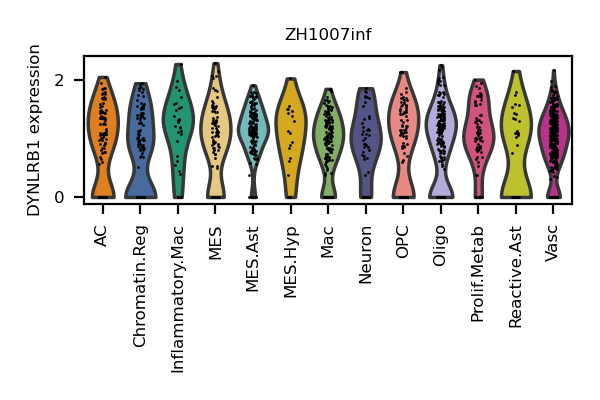 ZH1007inf
DYNLRB1 expression
2
0
AC
Chromatin.Reg
Inflammatory.Mac
MES
MES.Ast
MES.Hyp
Mac
Neuron
OPC
Oligo
Prolif.Metab
Reactive.Ast
Vasc